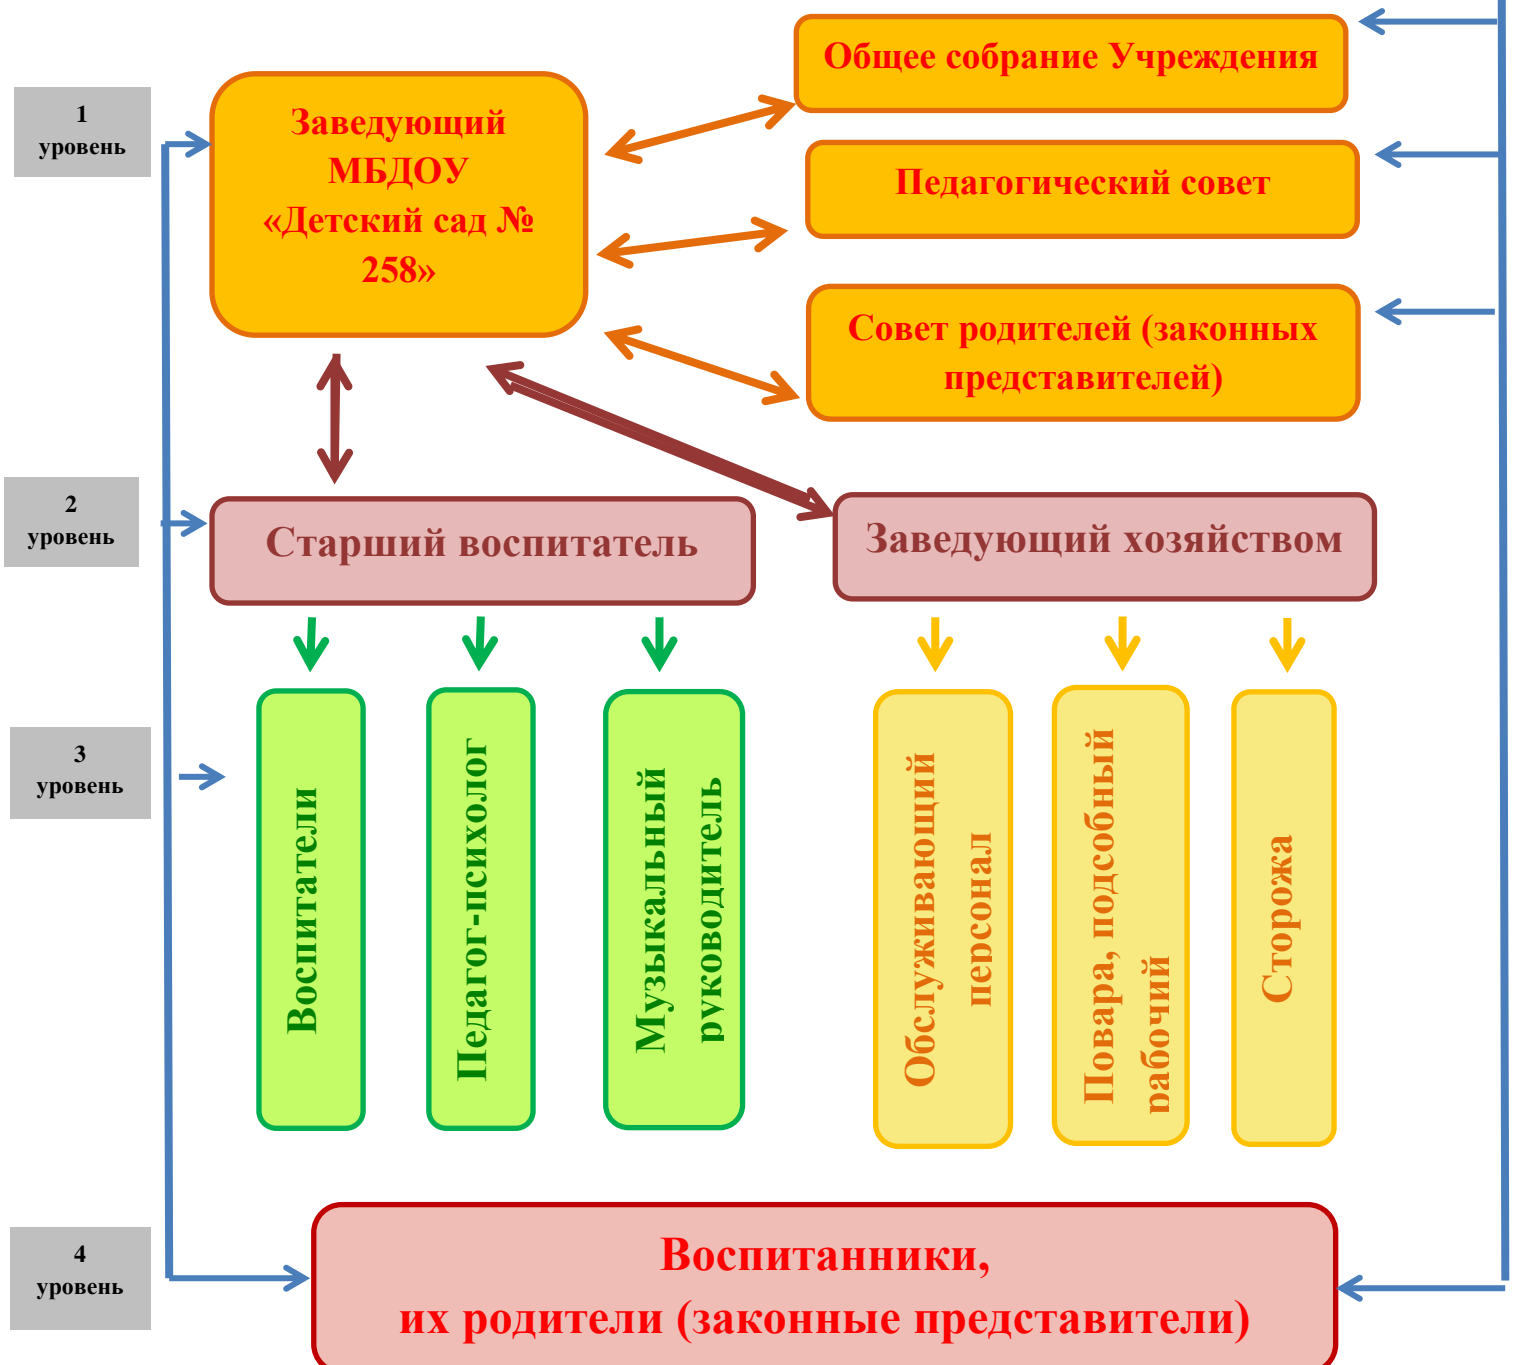 1
уровень
Заведующий
МБДОУ
«Детский сад №
258»
Общее собрание Учреждения
Педагогический совет
Совет родителей (законных
представителей)
2
уровень
Старший воспитатель
Заведующий хозяйством
3
уровень
Воспитатели
Педагог-психолог
Музыкальный
руководитель
Обслуживающий
персонал
Повара, подсобный
рабочий
Сторожа
4
уровень
Воспитанники,
их родители (законные представители)